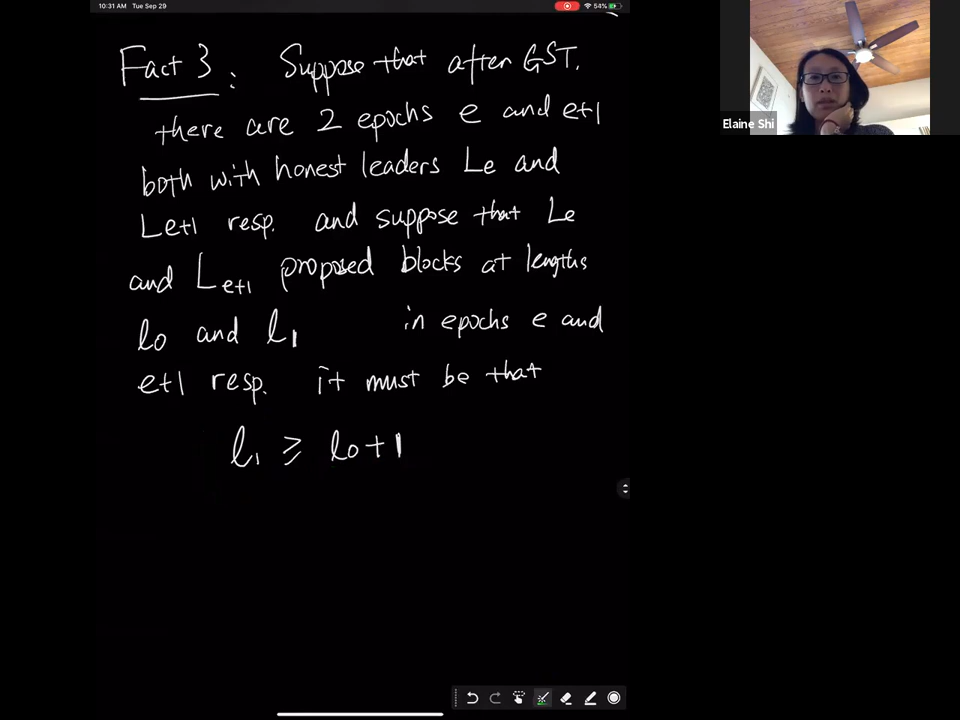 10:31 AM Tue Sep 29
54%
Fact 3: Suppose that after GST,
there are 2 epochs e and e+1
both with honest leaders Le and
Le+1 resp. and suppose that Le
and Le+1 proposed blocks at lengths
l0 and l1 in epochs e and
e+1 resp. it must be that
l1 ≥ l0+1
Elaine Shi